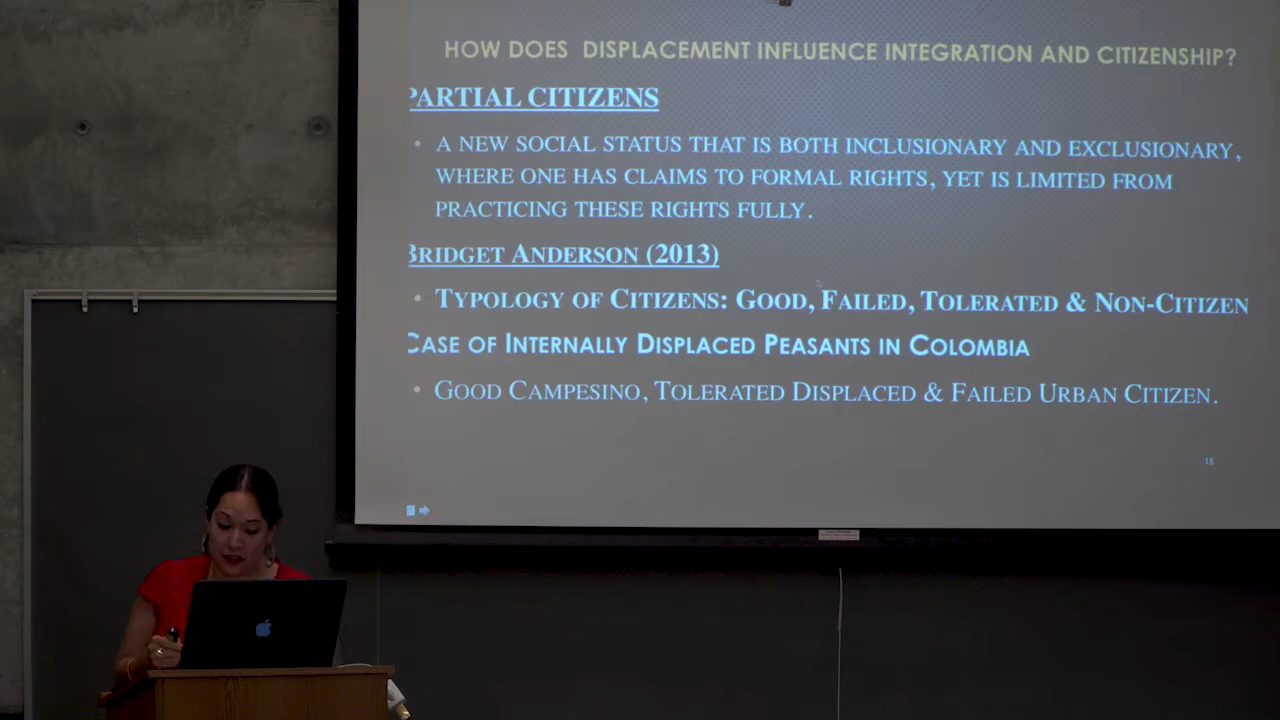 HOW DOES DISPLACEMENT INFLUENCE INTEGRATION AND CITIZENSHIP?
PARTIAL CITIZENS
• A NEW SOCIAL STATUS THAT IS BOTH INCLUSIONARY AND EXCLUSIONARY,
WHERE ONE HAS CLAIMS TO FORMAL RIGHTS, YET IS LIMITED FROM
PRACTICING THESE RIGHTS FULLY.
BRIDGET ANDERSON (2013)
• TYPOLOGY OF CITIZENS: GOOD, FAILED, TOLERATED & NON-CITIZEN
CASE OF INTERNALLY DISPLACED PEASANTS IN COLOMBIA
• GOOD CAMPESINO, TOLERATED DISPLACED & FAILED URBAN CITIZEN.
15